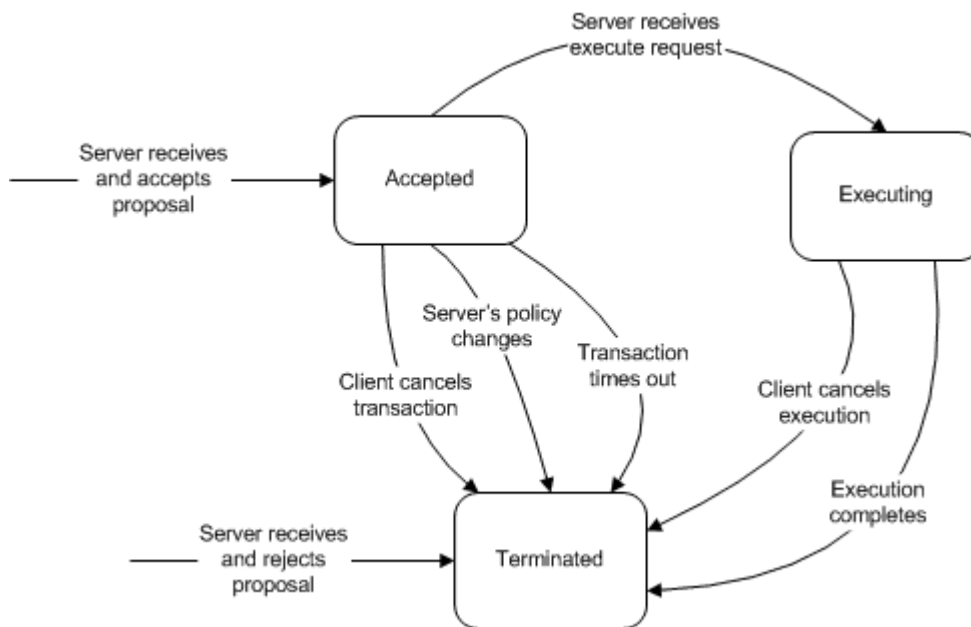 Server receives
execute request
Server receives
and accepts
proposal
Accepted
Executing
Server's policy
changes
Transaction
times out
Client cancels
transaction
Client cancels
execution
Execution
completes
Server receives
and rejects
proposal
Terminated